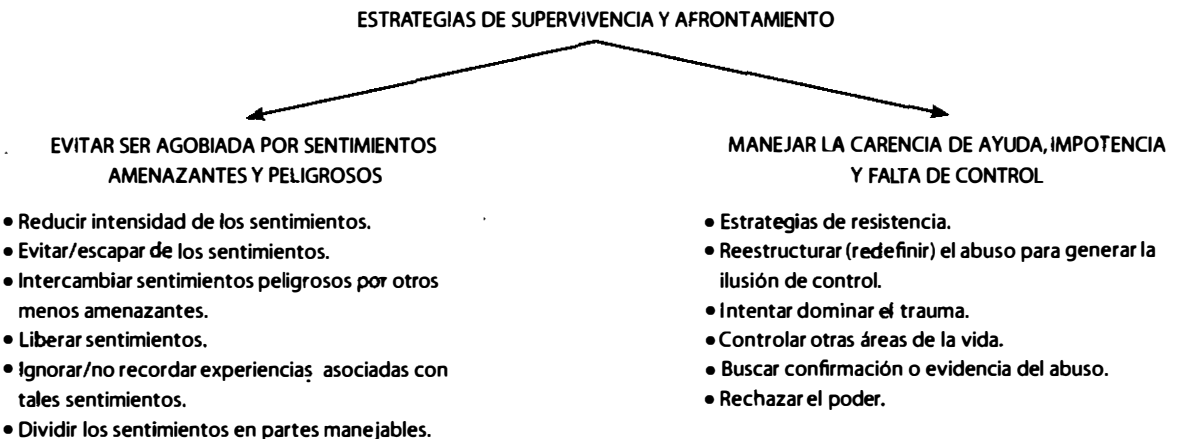 ESTRATEGIAS DE SUPERVIVENCIA Y AFRONTAMIENTO
EVITAR SER AGOBIADA POR SENTIMIENTOS
AMENAZANTES Y PELIGROSOS
• Reducir intensidad de los sentimientos.
• Evitar/escapar de los sentimientos.
• Intercambiar sentimientos peligrosos por otros
menos amenazantes.
• Liberar sentimientos.
• Ignorar/no recordar experiencias asociadas con
tales sentimientos.
• Dividir los sentimientos en partes manejables.
MANEJAR LA CARENCIA DE AYUDA, IMPOTENCIA
Y FALTA DE CONTROL
• Estrategias de resistencia.
• Reestructurar (redefinir) el abuso para generar la
ilusión de control.
• Intentar dominar el trauma.
• Controlar otras áreas de la vida.
• Buscar confirmación o evidencia del abuso.
• Rechazar el poder.